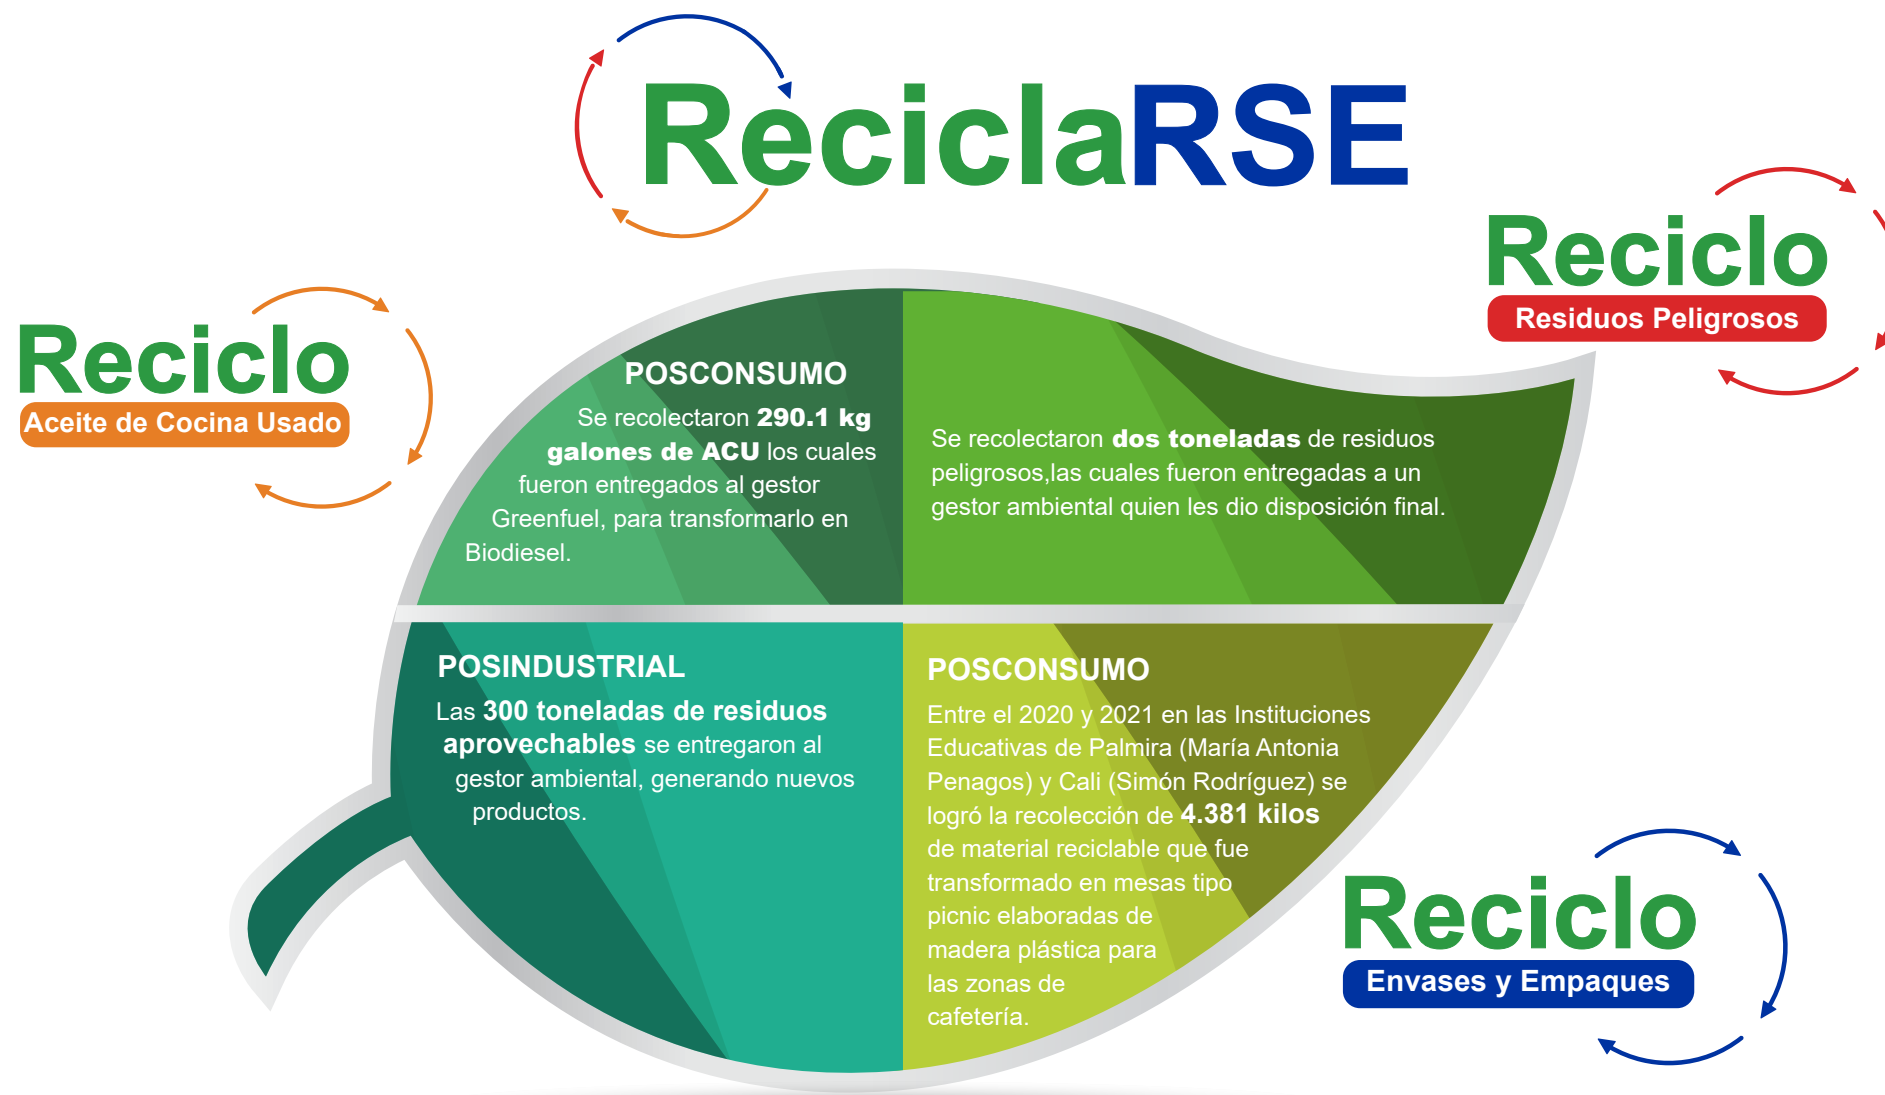 ReciclaRSE
Reciclo
Residuos Peligrosos
Reciclo
Aceite de Cocina Usado
POSCONSUMO
Se recolectaron 290.1 kg
galones de ACU los cuales
fueron entregados al gestor
Greenfuel, para transformarlo en
Biodiesel.
Se recolectaron dos toneladas de residuos
peligrosos,las cuales fueron entregadas a un
gestor ambiental quien les dio disposición final.
POSINDUSTRIAL
Las 300 toneladas de residuos
aprovechables se entregaron al
gestor ambiental, generando nuevos
productos.
POSCONSUMO
Entre el 2020 y 2021 en las Instituciones
Educativas de Palmira (María Antonia
Penagos) y Cali (Simón Rodríguez) se
logró la recolección de 4.381 kilos
de material reciclable que fue
transformado en mesas tipo
picnic elaboradas de
madera plástica para
las zonas de
cafetería.
Reciclo
Envases y Empaques